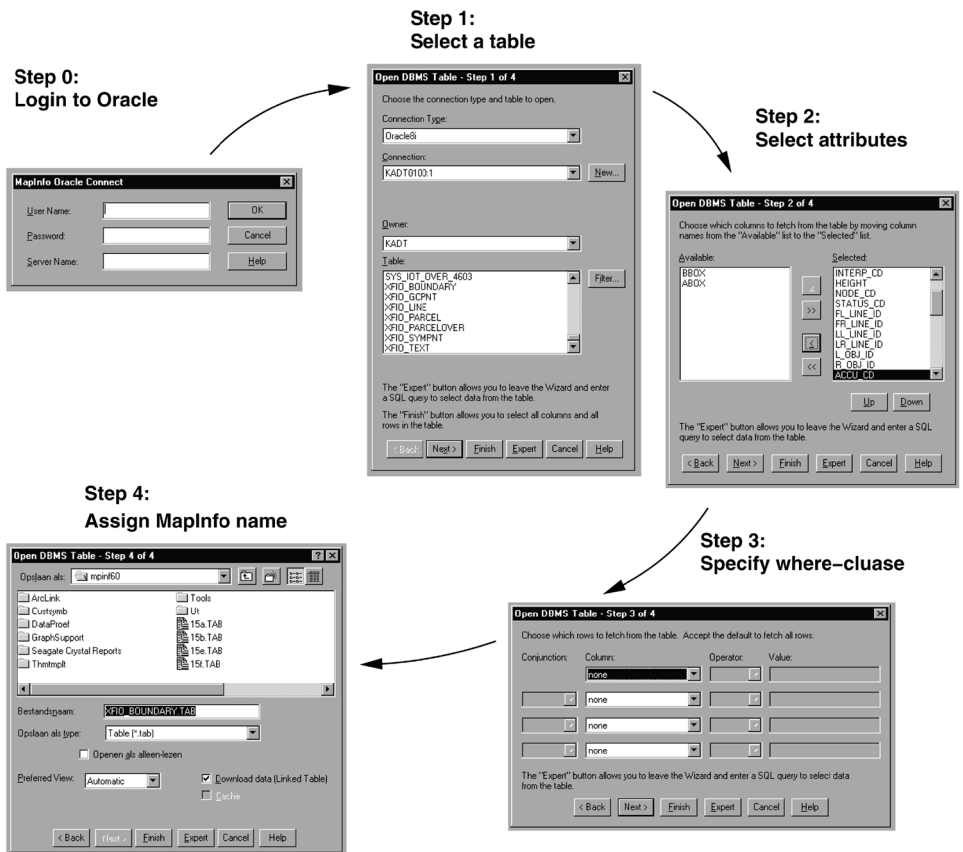 Step 0:
Login to Oracle
MapInfo Oracle Connect
User Name:
OK
Password:
Cancel
Server Name:
Help
Step 1:
Select a table
Open DBMS Table - Step 1 of 4
Choose the connection type and table to open.
Connection Type:
Oracle8i
Connection:
KADT0100:1
New...
Owner:
KADT
Table:
SYS_IOT_OVER_4603
XFIO_BOUNDARY
XFIO_GCPNT
XFIO_LINE
XFIO_PARCEL
XFIO_PARCELOVER
XFIO_SYMPNT
XFIO_TEXT
Filter...
The "Expert" button allows you to leave the Wizard and enter
a SQL query to select data from the table.
The "Finish" button allows you to select all columns and all
rows in the table.
< Back Next > Finish Expert Cancel Help
Step 2:
Select attributes
Open DBMS Table - Step 2 of 4
Choose which columns to fetch from the table by moving column
names from the "Available" list to the "Selected" list.
Available:
BBOX
ABOX
>>
<
<<
Selected:
INTERP_CD
HEIGHT
NODE_CD
STATUS_CD
FL_LINE_ID
FR_LINE_ID
LL_LINE_ID
LR_LINE_ID
L_OBJ_ID
R_OBJ_ID
ACCU_CD
Up Down
The "Expert" button allows you to leave the Wizard and enter a SQL
query to select data from the table.
< Back Next > Finish Expert Cancel Help
Step 3:
Specify where-cluase
Open DBMS Table - Step 3 of 4
Choose which rows to fetch from the table. Accept the default to fetch all rows.
Conjunction: Column: Operator: Value:
none
none
none
none
The "Expert" button allows you to leave the Wizard and enter a SQL query to select data
from the table.
< Back Next > Finish Expert Cancel Help
Step 4:
Assign MapInfo name
Open DBMS Table - Step 4 of 4
Opslaan als: mpinf60
ArcLink
Custsymb
DataProef
GraphSupport
Seagate Crystal Reports
Thmtmplt
Tools
Ut
15a.TAB
15b.TAB
15e.TAB
15f.TAB
Bestandsnaam: XFIO_BOUNDARY.TAB
Opslaan als type: Table (*.tab)
Openen als alleen-lezen
Preferred View: Automatic
Download data (Linked Table)
Cache
< Back Next > Finish Expert Cancel Help